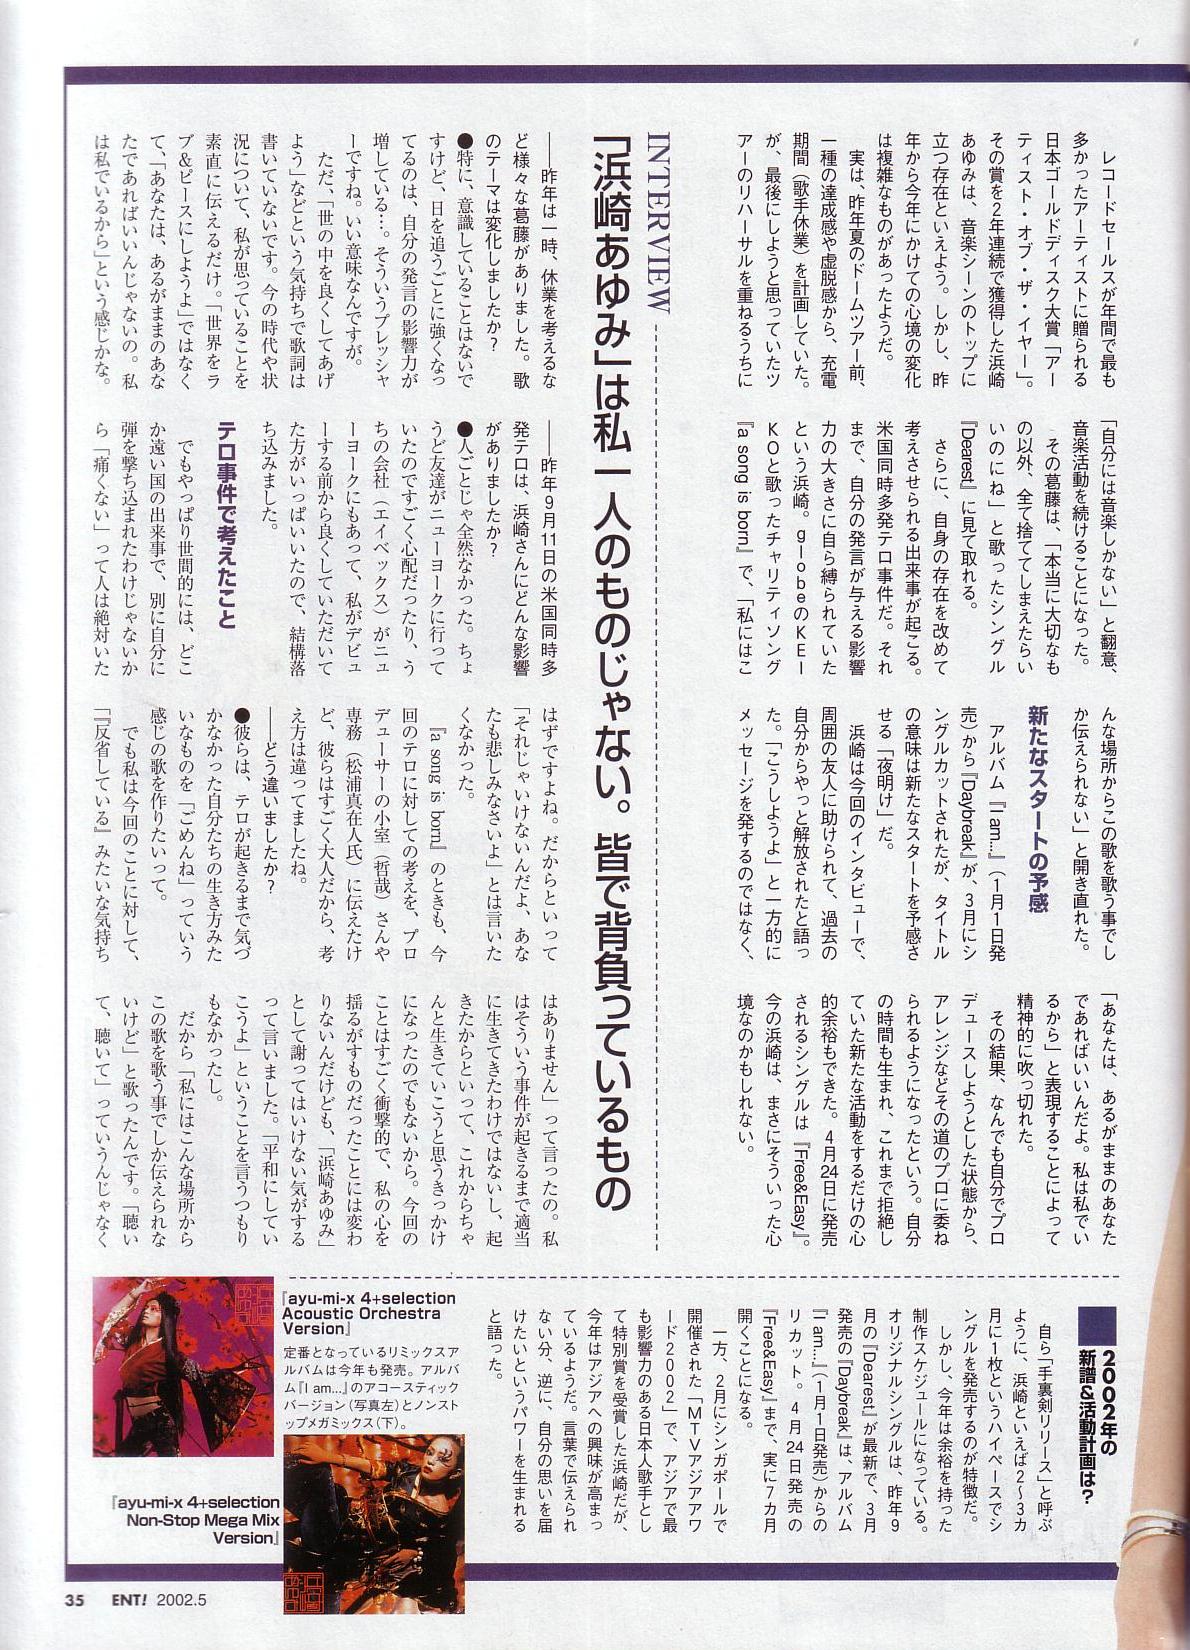 レコードセールスが年間で最も
多かったアーティストに贈られる
日本ゴールドディスク大賞「アー
ティスト・オブ・ザ・イヤー」。
その賞を2年連続で獲得した浜崎
あゆみは、音楽シーンのトップに
立つ存在といえよう。しかし、昨
年から今年にかけての心境の変化
は複雑なものがあったようだ。
実は、昨年夏のドームツアー前、
一種の達成感や虚脱感から、充電
期間（歌手休業）を計画していた。
が、最後にしようと思っていたツ
アーのリハーサルを重ねるうちに
「自分には音楽しかない」と翻意、
音楽活動を続けることになった。
その葛藤は、「本当に大切なも
の以外、全て捨ててしまえたらい
いのにね」と歌ったシングル
『Dearest』に見て取れる。
さらに、自身の存在を改めて
考えさせられる出来事が起こる。
米国同時多発テロ事件だ。それ
まで、自分の発言が与える影響
力の大きさに自ら縛られていた
という浜崎。globeのKEI
KOと歌ったチャリティソング
『a song is born』で、「私にはこ
んな場所からこの歌を歌う事でし
か伝えられない」と開き直れた。
新たなスタートの予感
アルバム『I am...』（1月1日発
売）から『Daybreak』が、3月にシ
ングルカットされたが、タイトル
の意味は新たなスタートを予感さ
せる「夜明け」だ。
浜崎は今回のインタビューで、
周囲の友人に助けられて、過去の
自分からやっと解放されたと語っ
た。「こうしようよ」と一方的に
メッセージを発するのではなく、
「あなたは、あるがままのあなた
であればいいんだよ。私は私でい
るから」と表現することによって
精神的に吹っ切れた。
その結果、なんでも自分でプロ
デュースしようとした状態から、
アレンジなどその道のプロに委ね
られるようになったという。自分
の時間も生まれ、これまで拒絶し
ていた新たな活動をするだけの心
的余裕もできた。4月24日に発売
されるシングルは『Free&Easy』。
今の浜崎は、まさにそういった心
境なのかもしれない。
INTERVIEW
「浜崎あゆみ」は私一人のものじゃない。皆で背負っているもの
――昨年は一時、休業を考えるな
ど様々な葛藤がありました。歌
のテーマは変化しましたか？
●特に、意識していることはないで
すけど、日を追うごとに強くなっ
てるのは、自分の発言の影響力が
増している…。そういうプレッシャ
ーですね。いい意味なんですが。
ただ、「世の中を良くしてあげ
よう」などという気持ちで歌詞は
書いていないです。今の時代や状
況について、私が思っていることを
素直に伝えるだけ。「世界をラ
ブ&ピースにしようよ」ではなく
て、「あなたは、あるがままのあな
たであればいいんじゃないの。私
は私でいるから」という感じかな。
――昨年9月11日の米国同時多
発テロは、浜崎さんにどんな影響
がありましたか？
●人ごとじゃ全然なかった。ちょ
うど友達がニューヨークに行って
いたのですごく心配だったり、う
ちの会社（エイベックス）がニュ
ーヨークにもあって、私がデビュ
ーする前から良くしていただいて
た方がいっぱいいたので、結構落
ち込みました。
テロ事件で考えたこと
でもやっぱり世間的には、どこ
か遠い国の出来事で、別に自分に
弾を撃ち込まれたわけじゃないか
ら「痛くない」って人は絶対いた
はずですよね。だからといって
「それじゃいけないんだよ、あな
たも悲しみなさいよ」とは言いた
くなかった。
『a song is born』のときも、今
回のテロに対しての考えを、プロ
デューサーの小室（哲哉）さんや
専務（松浦真在人氏）に伝えたけ
ど、彼らはすごく大人だから、考
え方は違ってましたね。
――どう違いましたか？
●彼らは、テロが起きるまで気づ
かなかった自分たちの生き方みた
いなものを「ごめんね」っていう
感じの歌を作りたいって。
でも私は今回のことに対して、
「『反省している』みたいな気持ち
はありません」って言ったの。私
はそういう事件が起きるまで適当
に生きてきたわけではないし、起
きたからといって、これからちゃ
んと生きていこうと思うきっかけ
になったのでもないから。今回の
ことはすごく衝撃的で、私の心を
揺るがすものだったことには変わ
りないんだけども、「浜崎あゆみ」
として謝ってはいけない気がする
って言いました。「平和にしてい
こうよ」ということを言うつもり
もなかったし。
だから「私にはこんな場所から
この歌を歌う事でしか伝えられな
いけど」と歌ったんです。「聴い
て、聴いて」っていうんじゃなく
2002年の
新譜&活動計画は？
自ら「手裏剣リリース」と呼ぶ
ように、浜崎といえば2〜3カ
月に1枚というハイペースでシ
ングルを発売するのが特徴だ。
しかし、今年は余裕を持った
制作スケジュールになっている。
オリジナルシングルは、昨年9
月の『Dearest』が最新で、3月
発売の『Daybreak』は、アルバム
『I am...』（1月1日発売）からの
リカット。4月24日発売の
『Free&Easy』まで、実に7カ月
開くことになる。
一方、2月にシンガポールで
開催された「MTVアジアアワ
ード2002」で、アジアで最
も影響力のある日本人歌手とし
て特別賞を受賞した浜崎だが、
今年はアジアへの興味が高まっ
ているようだ。言葉で伝えられ
ない分、逆に、自分の思いを届
けたいというパワーを生まれる
と語った。
『ayu-mi-x 4+selection
Acoustic Orchestra
Version』
定番となっているリミックスア
ルバムは今年も発売。アルバ
ム『I am...』のアコースティック
バージョン（写真左）とノンスト
ップメガミックス（下）。
『ayu-mi-x 4+selection
Non-Stop Mega Mix
Version』
35 ENT! 2002.5